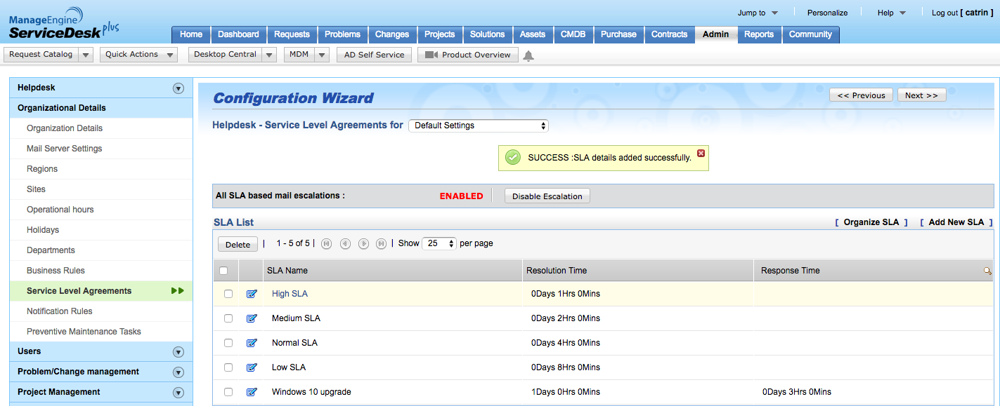 Jump to
Personalize
Help
Log out [ catrin ]
ManageEngine
ServiceDesk plus
Home
Dashboard
Requests
Problems
Changes
Projects
Solutions
Assets
CMDB
Purchase
Contracts
Admin
Reports
Community
Request Catalog
Quick Actions
Desktop Central
MDM
AD Self Service
Product Overview
Helpdesk
Organizational Details
Organization Details
Mail Server Settings
Regions
Sites
Operational hours
Holidays
Departments
Business Rules
Service Level Agreements
Notification Rules
Preventive Maintenance Tasks
Users
Problem/Change management
Project Management
Configuration Wizard
<< Previous
Next >>
Helpdesk - Service Level Agreements for
Default Settings
SUCCESS :SLA details added successfully.
All SLA based mail escalations :
ENABLED
Disable Escalation
SLA List
[ Organize SLA ]
[ Add New SLA ]
Delete | 1 - 5 of 5 | | Show 25 per page
SLA Name
Resolution Time
Response Time
High SLA
0Days 1Hrs 0Mins
Medium SLA
0Days 2Hrs 0Mins
Normal SLA
0Days 4Hrs 0Mins
Low SLA
0Days 8Hrs 0Mins
Windows 10 upgrade
1Days 0Hrs 0Mins
0Days 3Hrs 0Mins